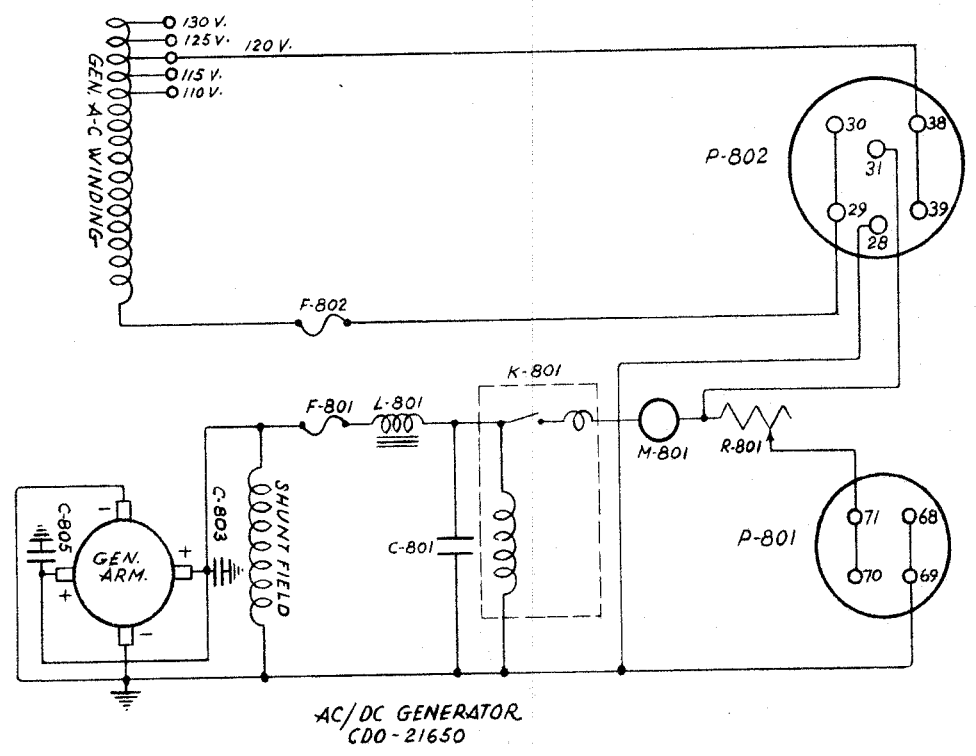 130 V.
125 V.
120 V.
115 V.
110 V.
GEN. A-C WINDING
P-802
30
38
31
29
39
28
F-802
K-801
F-801
L-801
M-801
R-801
C-805
C-803
SHUNT FIELD
C-801
P-801
71
68
70
69
-
GEN. ARM.
+
+
-
AC/DC GENERATOR
CDO-21650